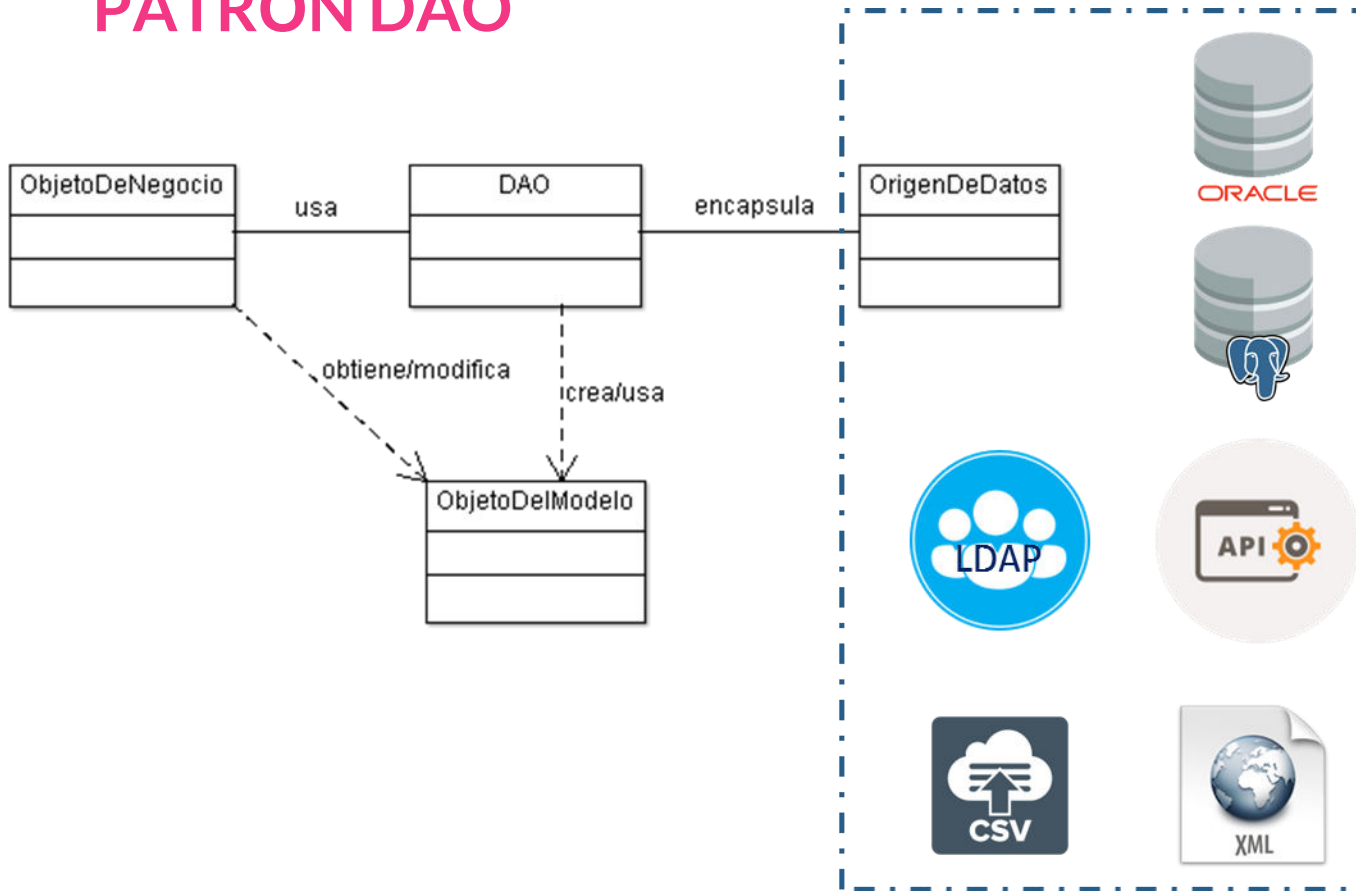 PATRON DAO
ObjetoDeNegocio
usa
DAO
encapsula
OrigenDeDatos
ORACLE
obtiene/modifica
crea/usa
ObjetoDelModelo
LDAP
API
CSV
XML